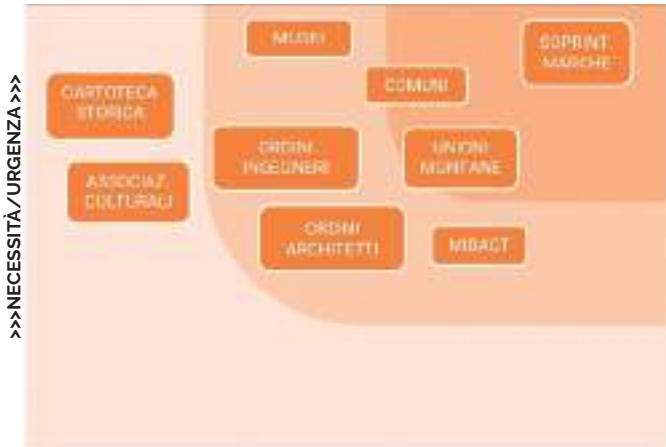 >>>NECESSITÀ/URGENZA >>>
MUSEI
SOPRINT.
MARCHE
COMUNI
CARTOTECA
STORICA
ORDINI
INGEGNERI
UNIONI
MONTANE
ASSOCIAZ.
CULTURALI
ORDINI
ARCHITETTI
MIBACT